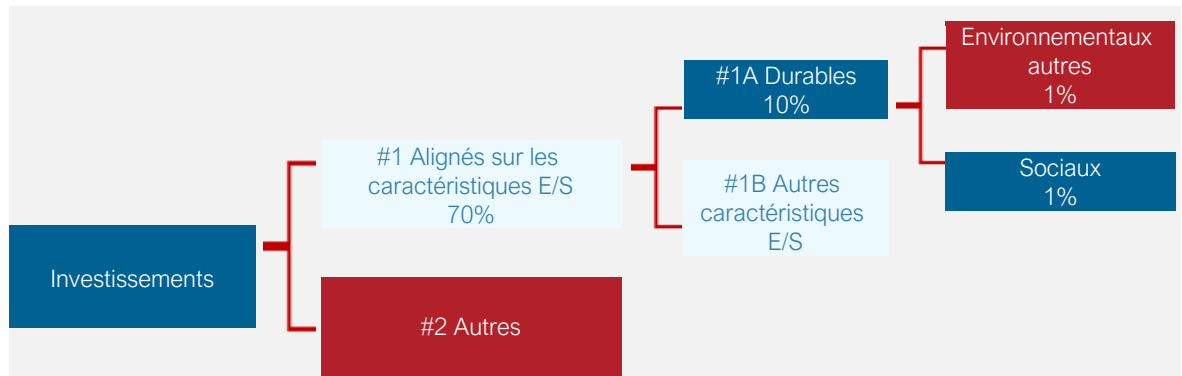 Investissements
#1 Alignés sur les
caractéristiques E/S
70%
#2 Autres
#1A Durables
10%
#1B Autres
caractéristiques
E/S
Environnementaux
autres
1%
Sociaux
1%